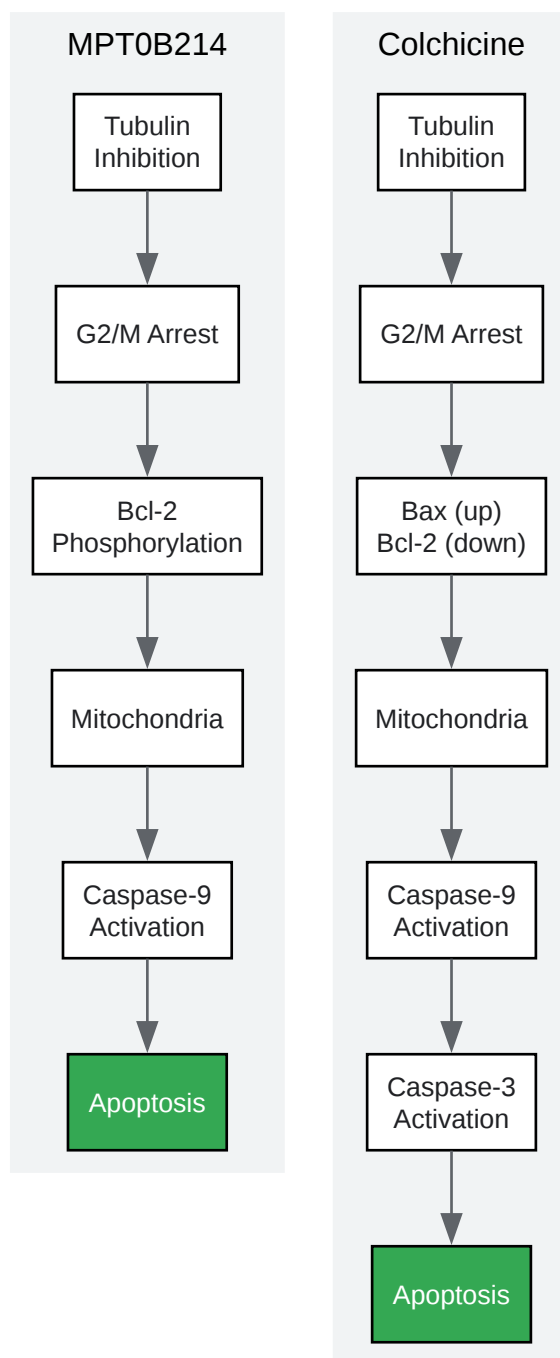 MPT0B214
Tubulin
Inhibition
G2/M Arrest
Bcl-2
Phosphorylation
Mitochondria
Caspase-9
Activation
Apoptosis
Colchicine
Tubulin
Inhibition
G2/M Arrest
Bax (up)
Bcl-2 (down)
Mitochondria
Caspase-9
Activation
Caspase-3
Activation
Apoptosis